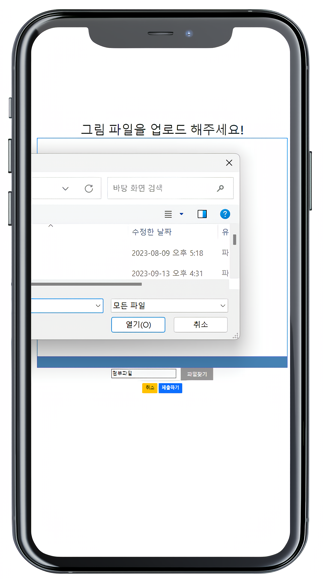 그림 파일을 업로드 해주세요!
바탕 화면 검색
수정한 날짜 유
2023-08-09 오후 5:18 파
2023-09-13 오후 4:31 파
모든 파일
열기(O) 취소
첨부파일 파일찾기
취소 제출하기